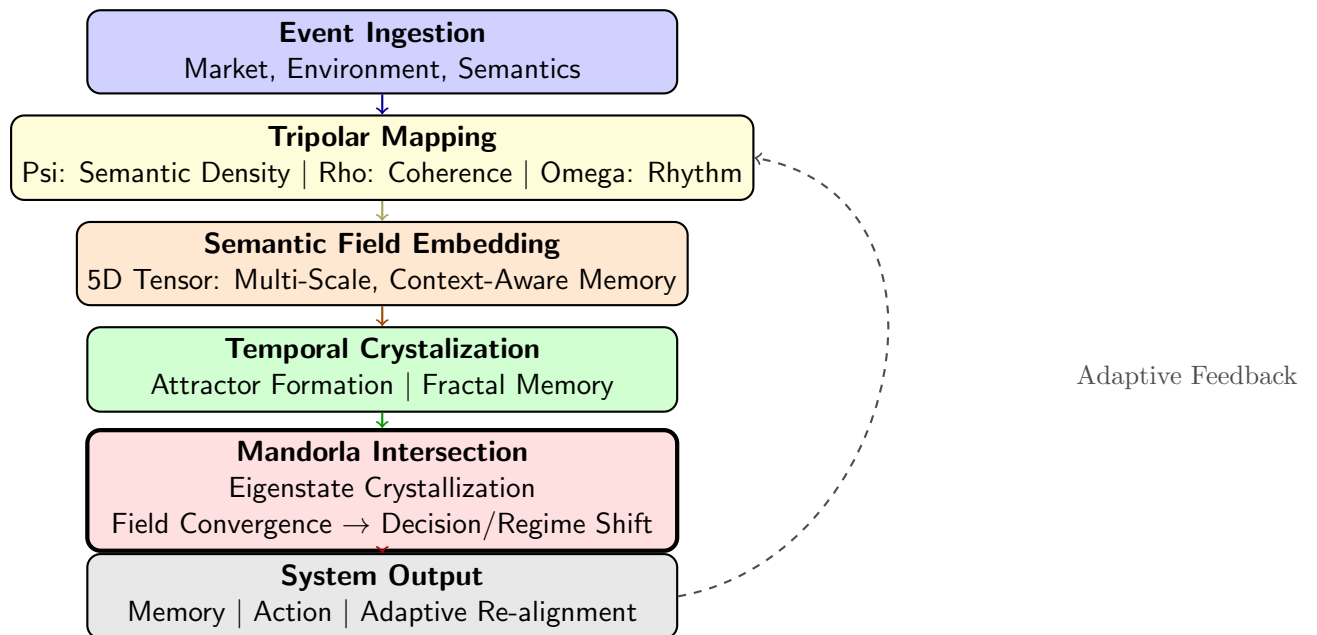 Event Ingestion
Market, Environment, Semantics
Tripolar Mapping
Psi: Semantic Density | Rho: Coherence | Omega: Rhythm
Semantic Field Embedding
5D Tensor: Multi-Scale, Context-Aware Memory
Temporal Crystalization
Attractor Formation | Fractal Memory
Adaptive Feedback
Mandorla Intersection
Eigenstate Crystallization
Field Convergence → Decision/Regime Shift
System Output
Memory | Action | Adaptive Re-alignment